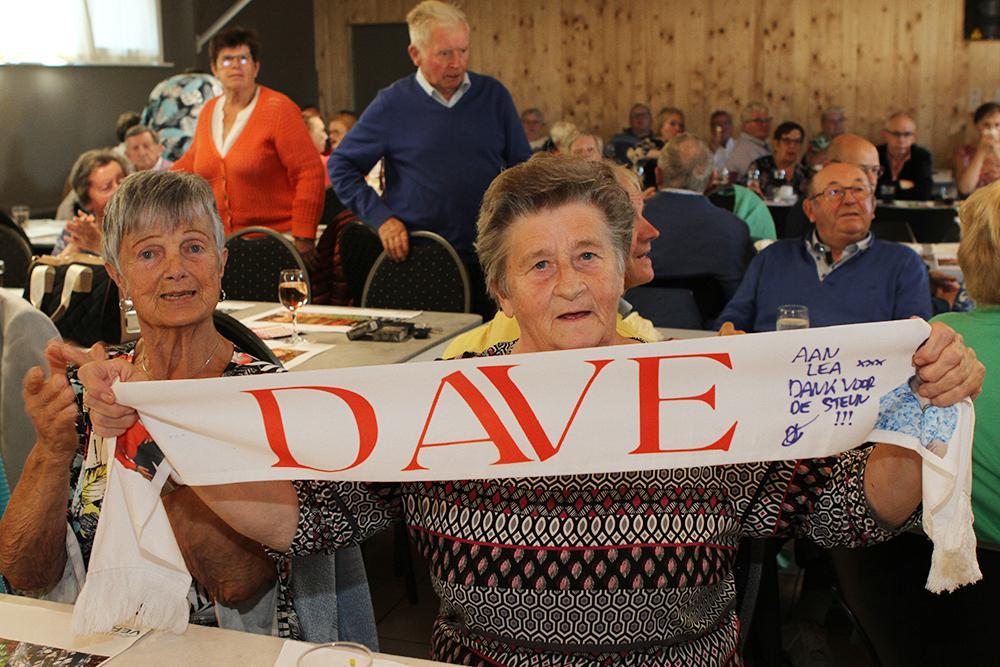 DAVE
AAN
LEA xxx
DANK VOOR
DE STEUN
!!!